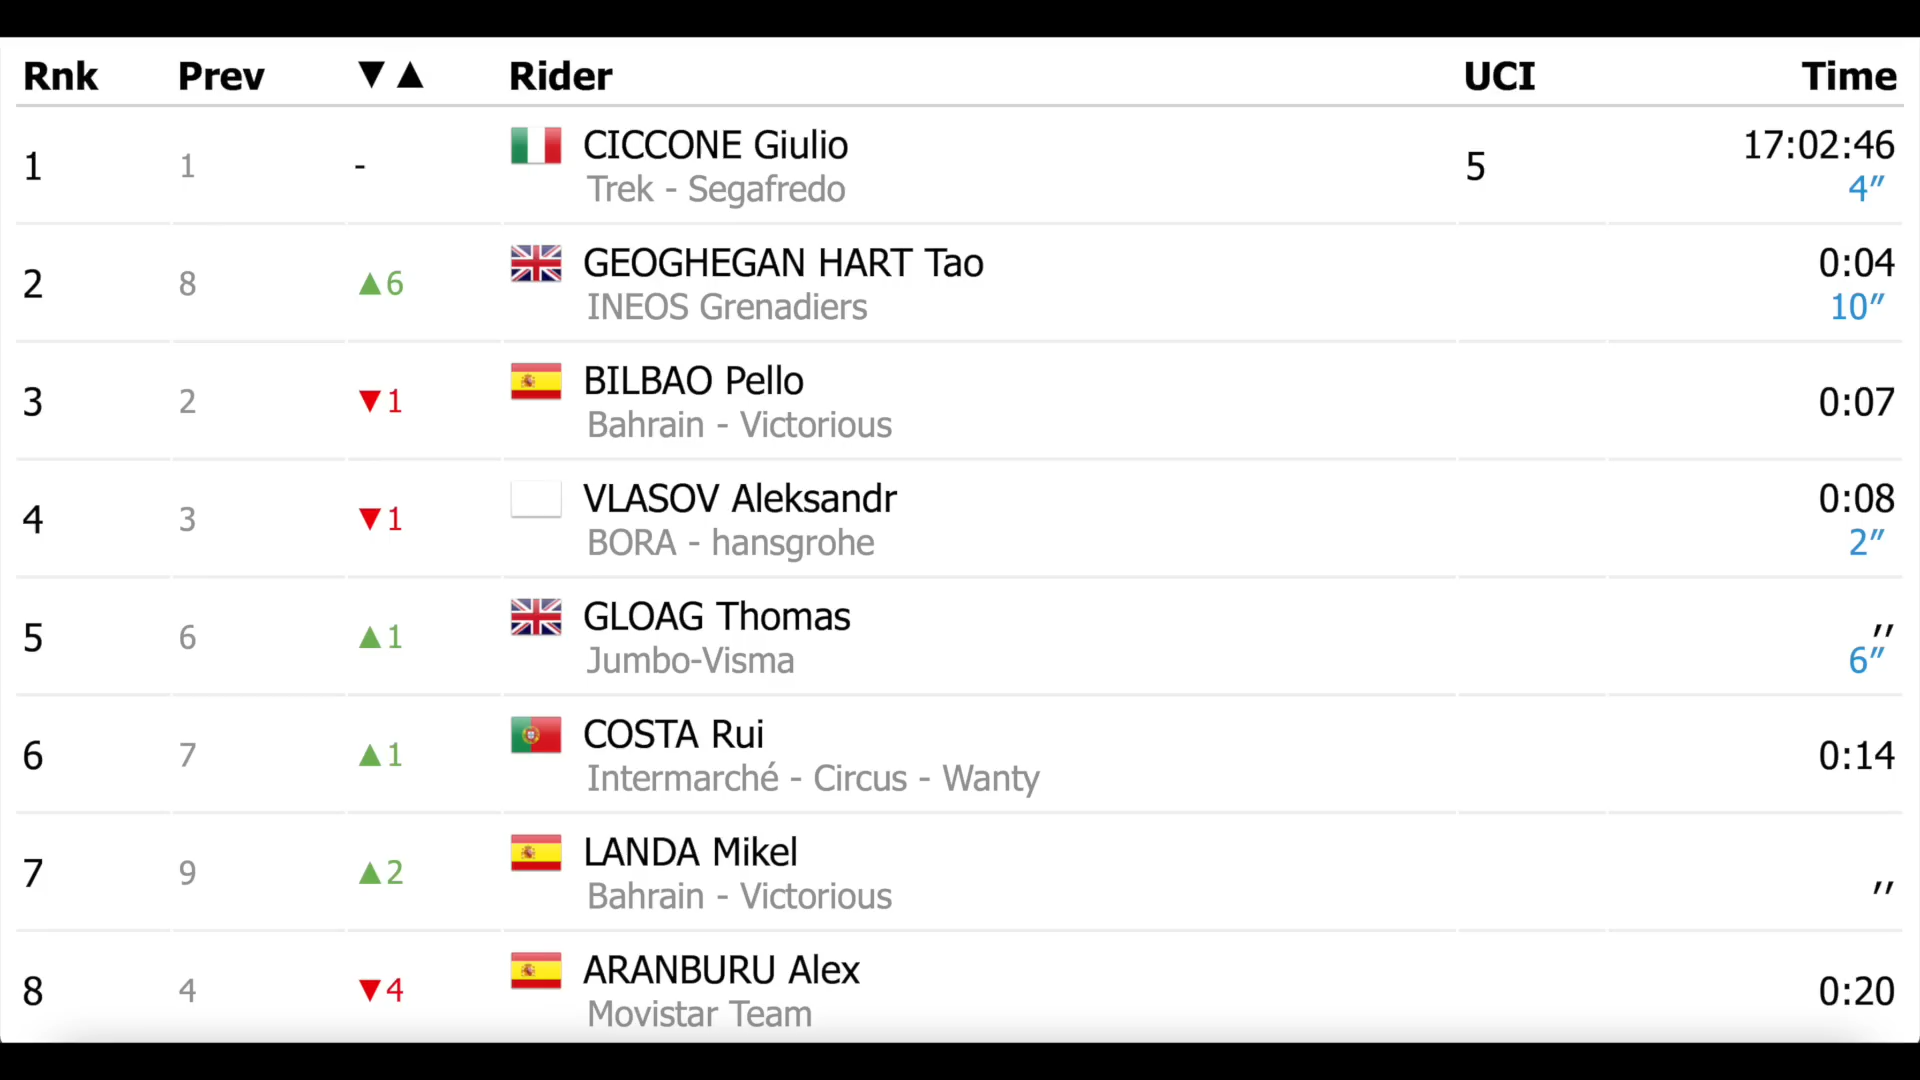 Rnk Prev ▼▲ Rider UCI Time
1 1 - CICCONE Giulio 5 17:02:46
Trek - Segafredo 4″
2 8 ▲6 GEOGHEGAN HART Tao 0:04
INEOS Grenadiers 10″
3 2 ▼1 BILBAO Pello 0:07
Bahrain - Victorious
4 3 ▼1 VLASOV Aleksandr 0:08
BORA - hansgrohe 2″
5 6 ▲1 GLOAG Thomas ,,
Jumbo-Visma 6″
6 7 ▲1 COSTA Rui 0:14
Intermarché - Circus - Wanty
7 9 ▲2 LANDA Mikel ,,
Bahrain - Victorious
8 4 ▼4 ARANBURU Alex 0:20
Movistar Team